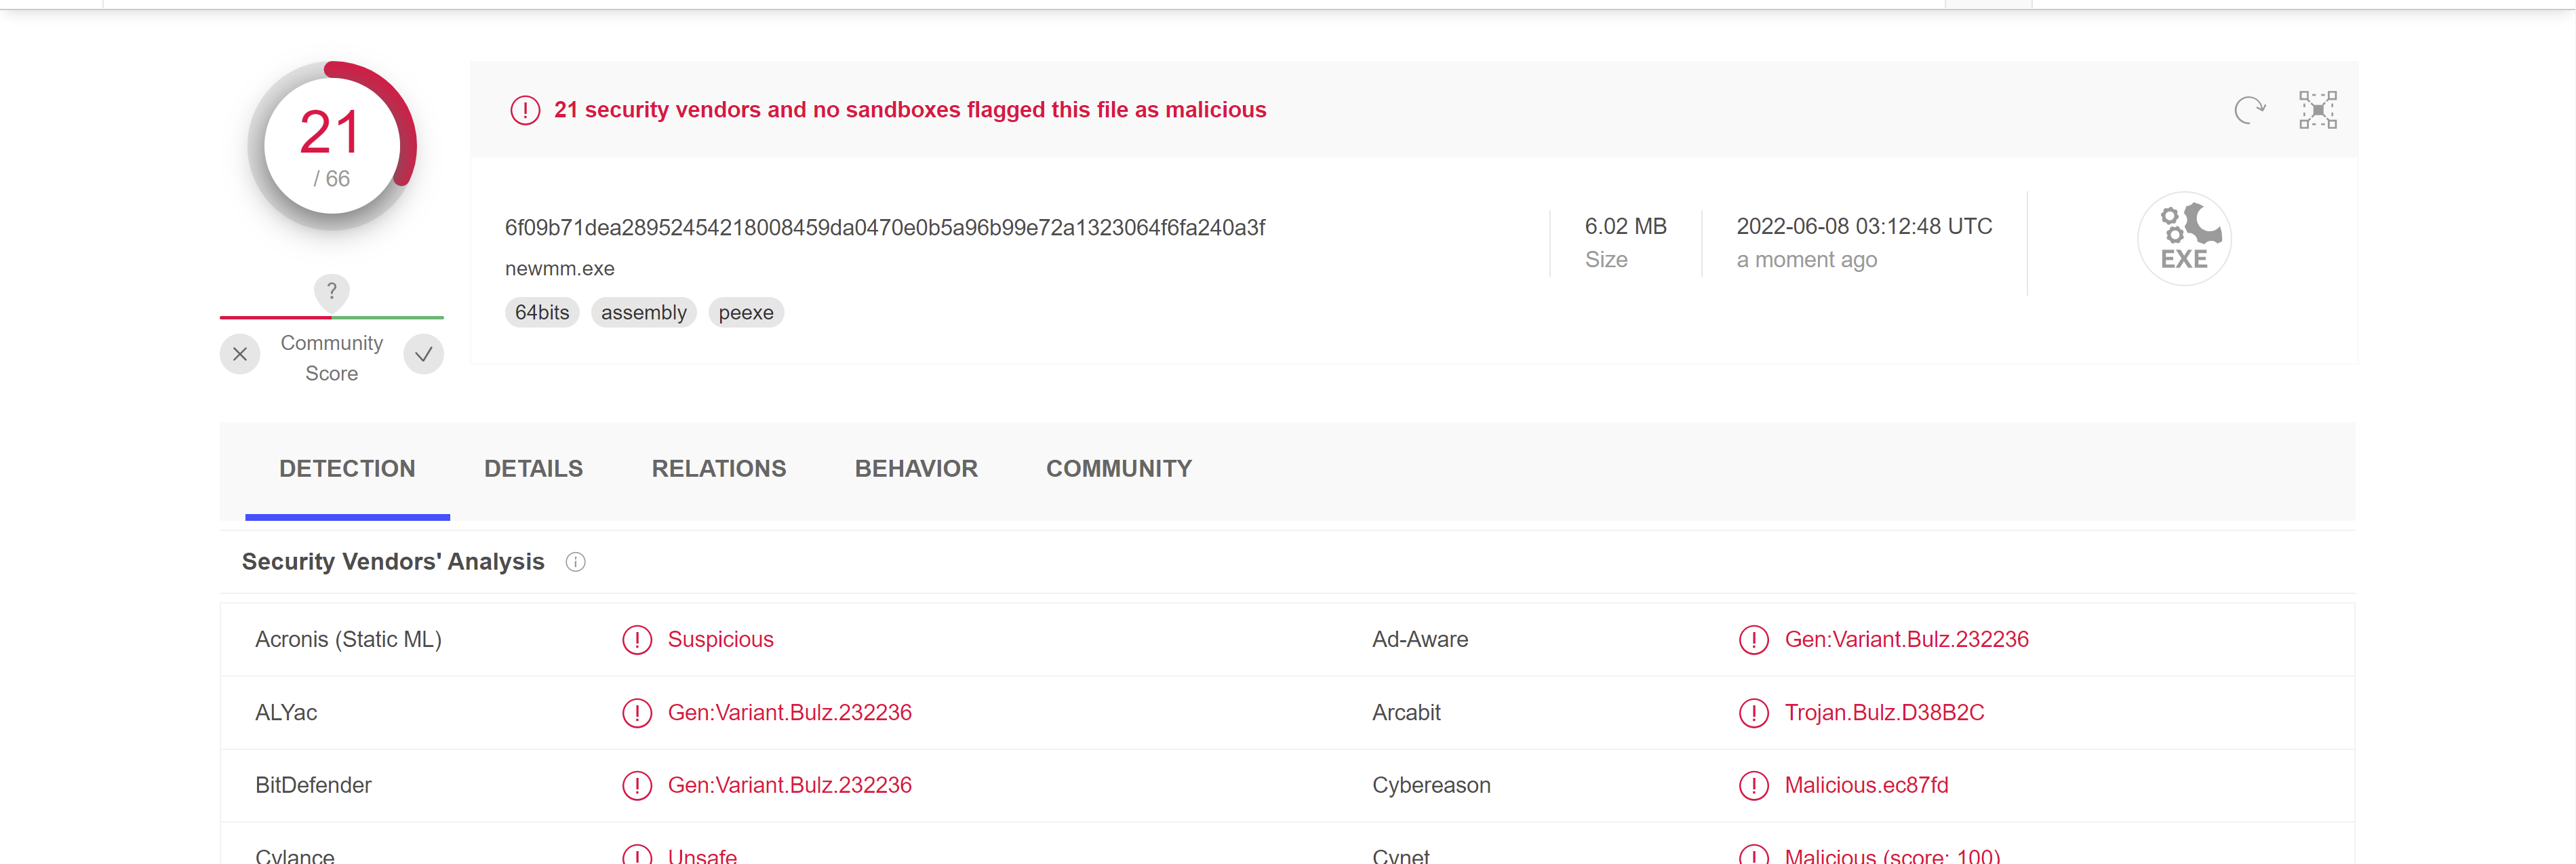 21
/ 66
?
Community
Score
21 security vendors and no sandboxes flagged this file as malicious
6f09b71dea28952454218008459da0470e0b5a96b99e72a1323064f6fa240a3f
newmm.exe
64bits assembly peexe
6.02 MB
Size
2022-06-08 03:12:48 UTC
a moment ago
EXE
DETECTION DETAILS RELATIONS BEHAVIOR COMMUNITY
Security Vendors' Analysis
Acronis (Static ML) Suspicious Ad-Aware Gen:Variant.Bulz.232236
ALYac Gen:Variant.Bulz.232236 Arcabit Trojan.Bulz.D38B2C
BitDefender Gen:Variant.Bulz.232236 Cybereason Malicious.ec87fd
Cylance Unsafe Cynet Malicious (score: 100)